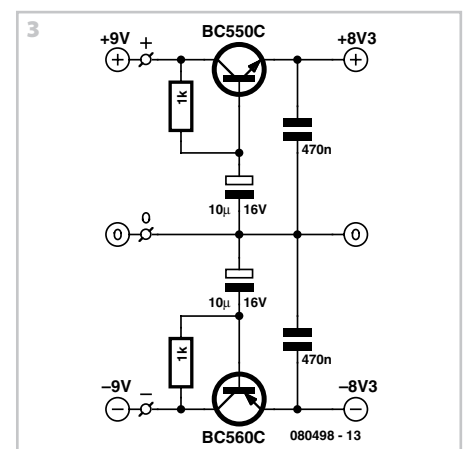 3
BC550C
+9V + +8V3
1k
470n
10µ 16V
0 0 0
10µ 16V
1k
470n
–9V – –8V3
BC560C 080498 - 13